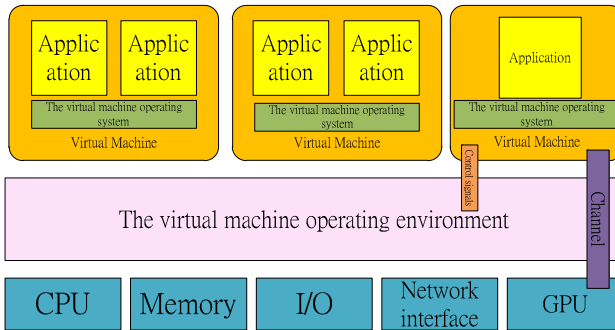 Applic
ation
Applic
ation
The virtual machine operating
system
Virtual Machine
Applic
ation
Applic
ation
The virtual machine operating
system
Virtual Machine
Application
The virtual machine operating
system
Virtual Machine
Control signals
Channel
The virtual machine operating environment
CPU
Memory
I/O
Network
interface
GPU